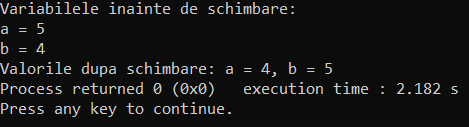 Variabilele inainte de schimbare:
a = 5
b = 4
Valorile dupa schimbare: a = 4, b = 5
Process returned 0 (0x0)   execution time : 2.182 s
Press any key to continue.